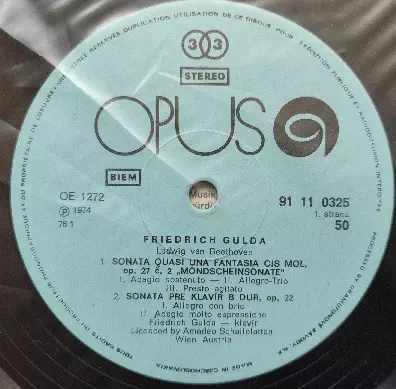 33
STEREO
OPUS
BIEM
OE 1272
℗ 1974
76 1
91 11 0325
1. strana
50
FRIEDRICH GULDA
Ludwig van Beethoven
1. SONATA QUASI UNA FANTASIA CIS MOL,
op. 27 č. 2 „MONDSCHEINSONATE"
I. Adagio sostenuto — II. Allegro-Trio
III. Presto agitato
2. SONATA PRE KLAVÍR B DUR, op. 22
I. Allegro con brio
II. Adagio molto espressione
Friedrich Gulda — klavír
Licenced by Amadeo Schallplatten,
Wien, Austria
MADE IN CZECHOSLOVAKIA
TOUS DROITS